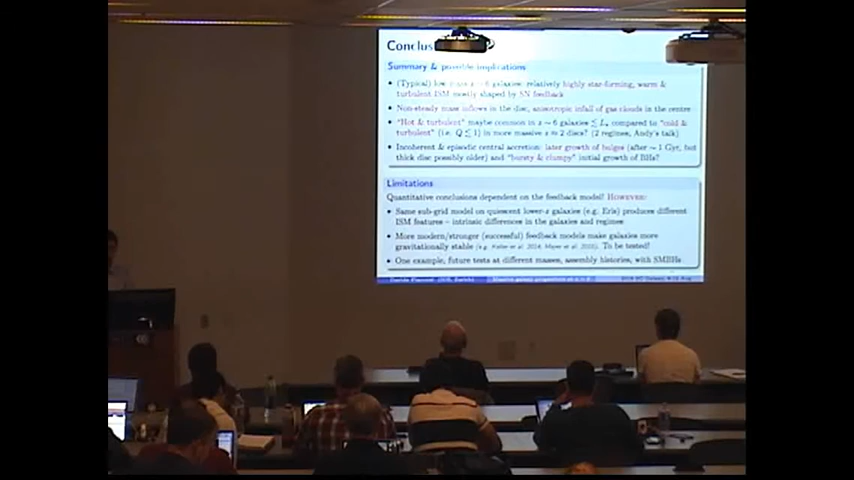 Conclus
Summary & possible implications
• (Typical) low z ~ 6 galaxies: relatively highly star-forming, warm &
turbulent ISM mostly shaped by SN feedback
• Non-steady mass inflows in the disc, anisotropic infall of gas clouds in the centre
• "Hot & turbulent" maybe common in z ~ 6 galaxies ≲ L*, compared to "cold &
turbulent" (i.e. Q ≲ 1) in more massive z ≈ 2 discs? (2 regimes, Andy's talk)
• Incoherent & episodic central accretion: later growth of bulges (after ~ 1 Gyr, but
thick disc possibly older) and "bursty & clumpy" initial growth of BHs?
Limitations
Quantitative conclusions dependent on the feedback model! However:
• Same sub-grid model on quiescent lower-z galaxies (e.g. Eris) produces different
ISM features – intrinsic differences in the galaxies and regimes
• More modern/stronger (successful) feedback models make galaxies more
gravitationally stable (e.g. Keller et al. 2014, Mayer et al. 2015). To be tested!
• One example, future tests at different masses, assembly histories, with SMBHs